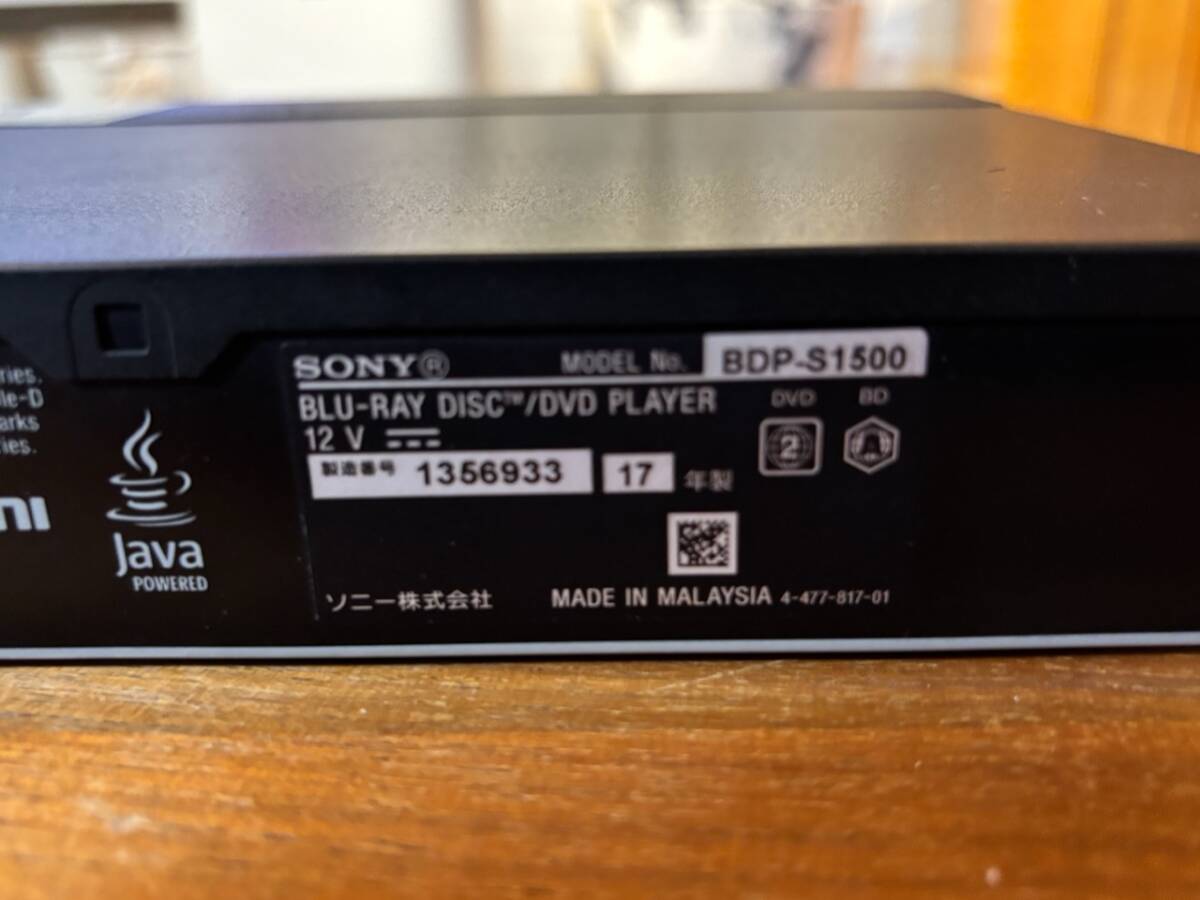 SONY® MODEL No. BDP-S1500
BLU-RAY DISC™/DVD PLAYER DVD BD
12 V
2 A
製造番号 1356933 17 年製
ries.
le-D
arks
ies.
mi
Java
POWERED
ソニー株式会社 MADE IN MALAYSIA 4-477-817-01